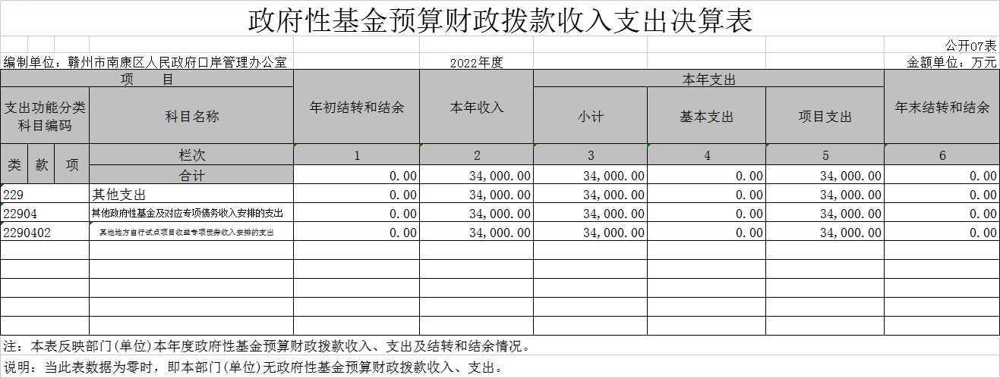 政府性基金预算财政拨款收入支出决算表
公开07表
编制单位：赣州市南康区人民政府口岸管理办公室 2022年度 金额单位：万元
项 目 年初结转和结余 本年收入 本年支出 年末结转和结余
支出功能分类科目编码 科目名称 小计 基本支出 项目支出
类 款 项 栏次 1 2 3 4 5 6
合计 0.00 34,000.00 34,000.00 0.00 34,000.00 0.00
229 其他支出 0.00 34,000.00 34,000.00 0.00 34,000.00 0.00
22904 其他政府性基金及对应专项债务收入安排的支出 0.00 34,000.00 34,000.00 0.00 34,000.00 0.00
2290402 其他地方自行试点项目收益专项债券收入安排的支出 0.00 34,000.00 34,000.00 0.00 34,000.00 0.00
注：本表反映部门(单位)本年度政府性基金预算财政拨款收入、支出及结转和结余情况。
说明：当此表数据为零时，即本部门(单位)无政府性基金预算财政拨款收入、支出。